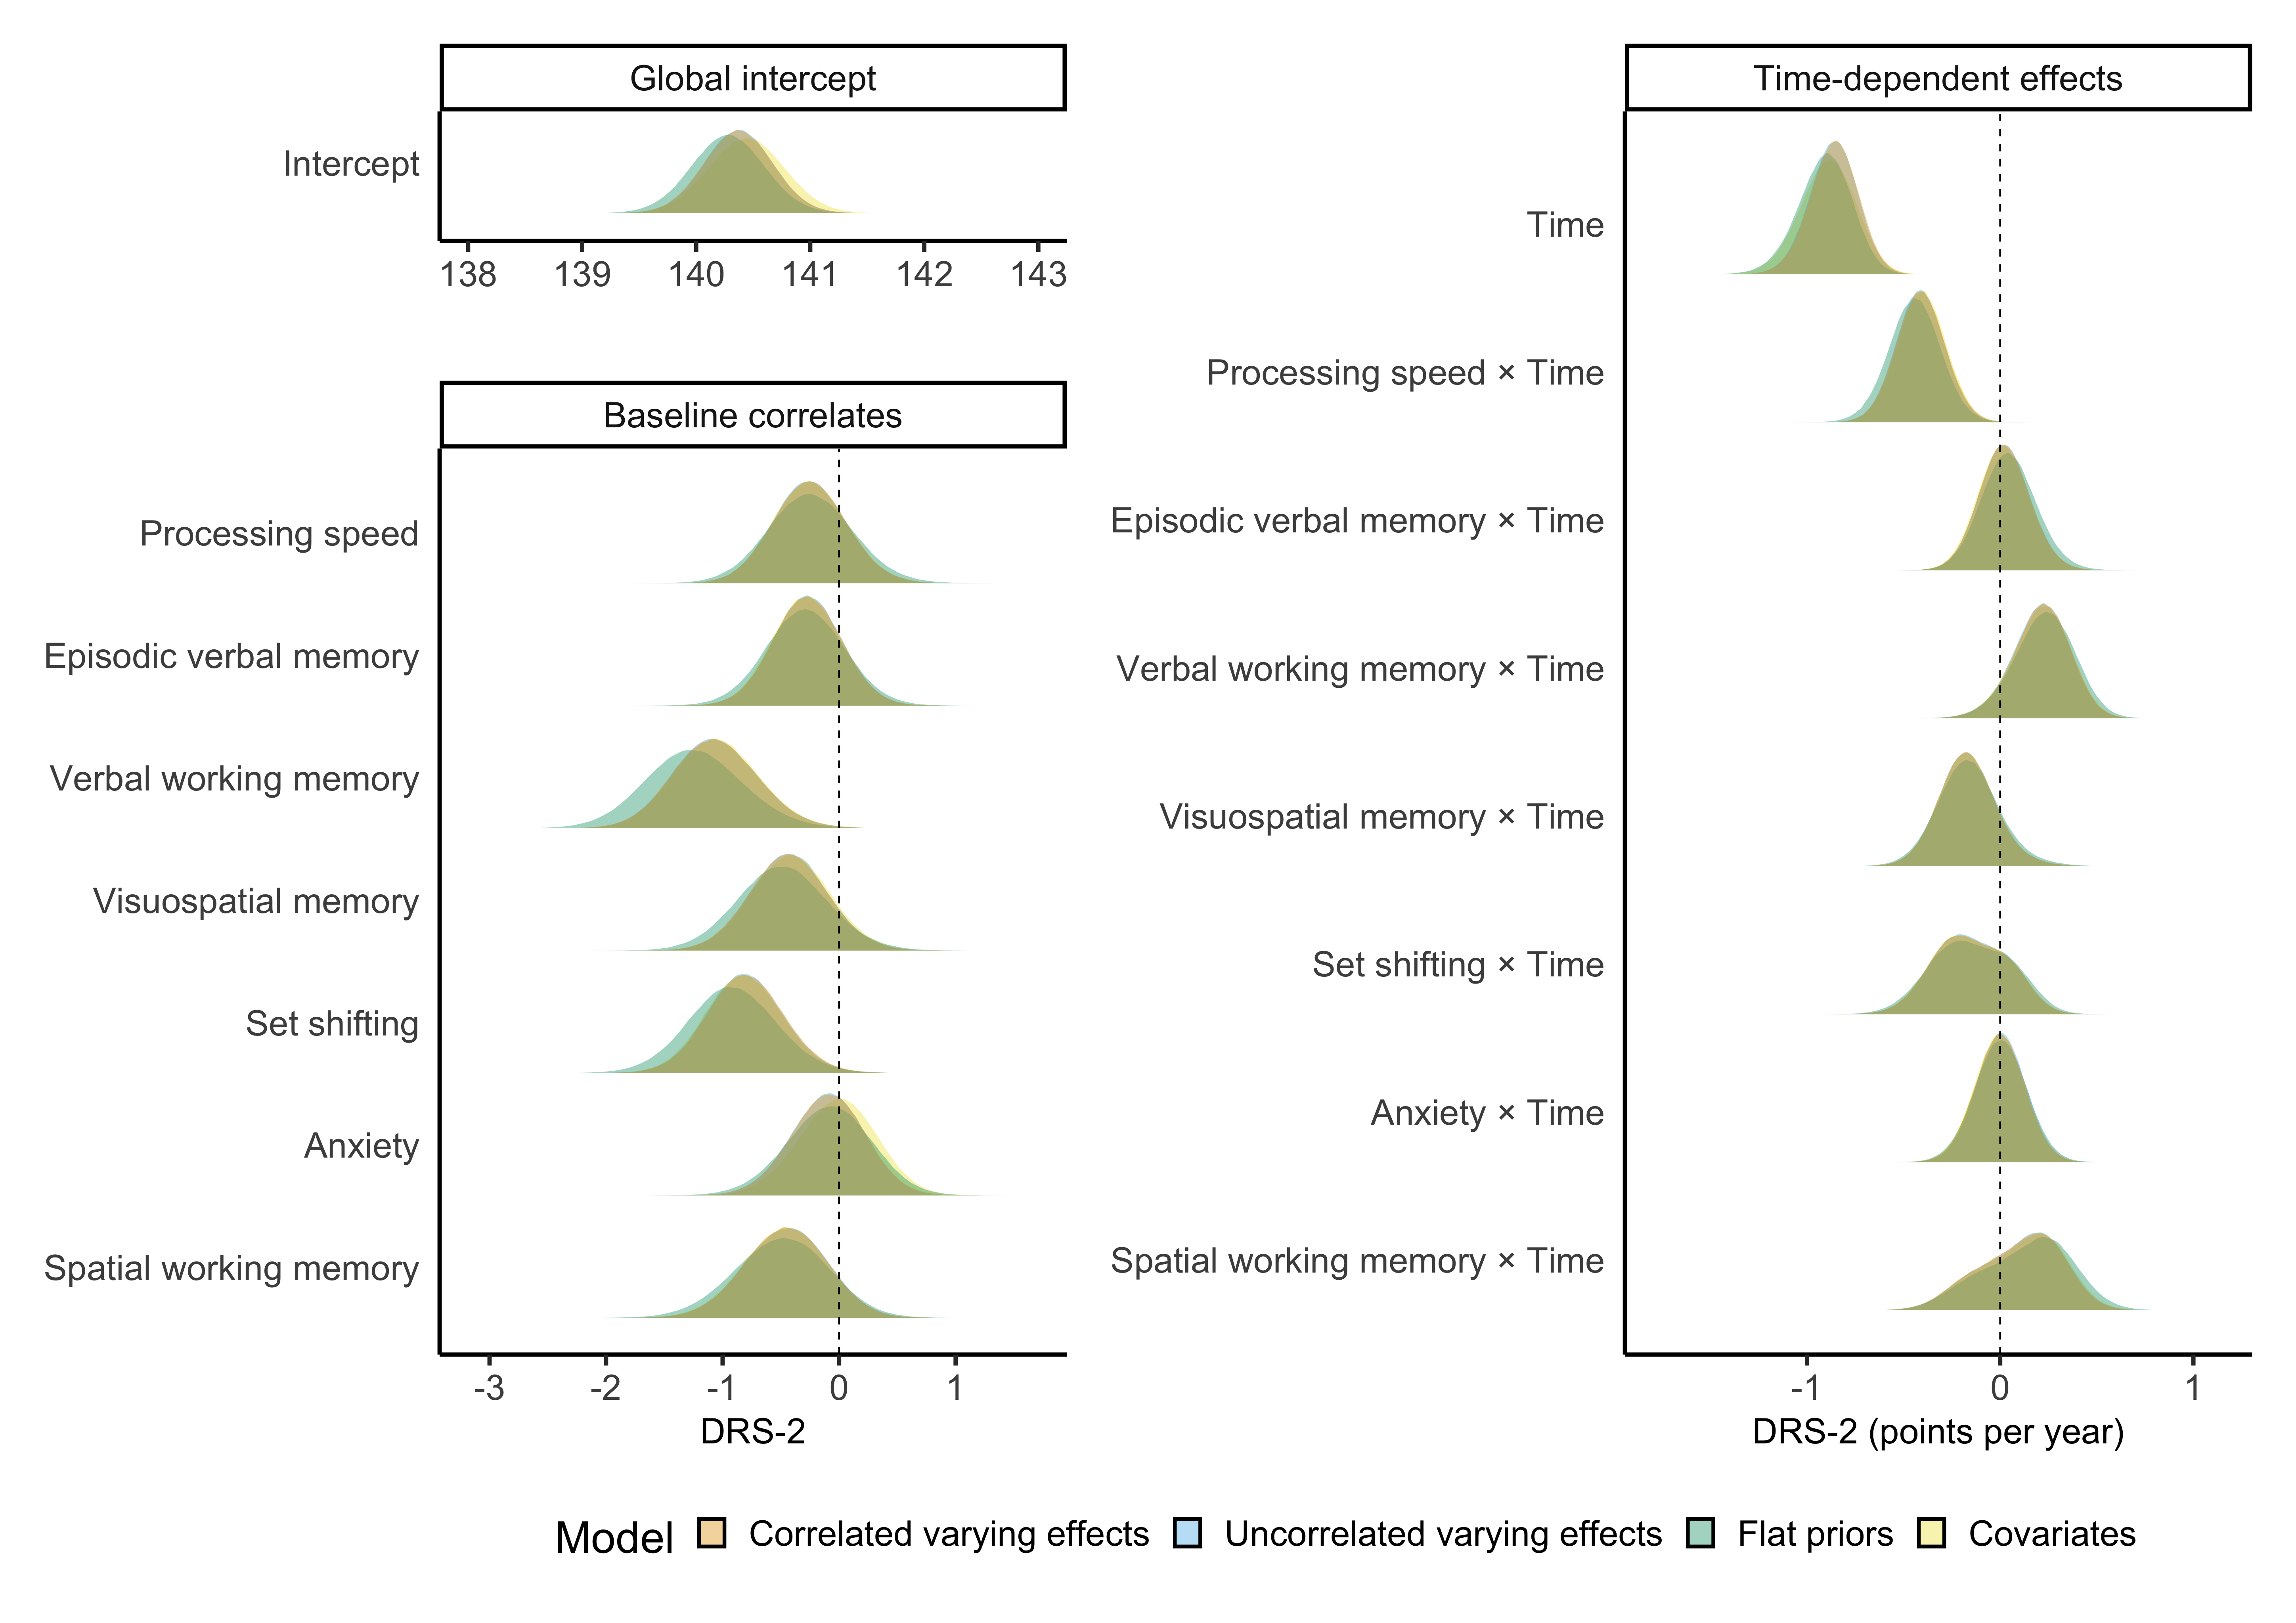 Global intercept
Intercept
138 139 140 141 142 143
Baseline correlates
Processing speed
Episodic verbal memory
Verbal working memory
Visuospatial memory
Set shifting
Anxiety
Spatial working memory
-3 -2 -1 0 1
DRS-2
Time-dependent effects
Time
Processing speed × Time
Episodic verbal memory × Time
Verbal working memory × Time
Visuospatial memory × Time
Set shifting × Time
Anxiety × Time
Spatial working memory × Time
-1 0 1
DRS-2 (points per year)
Model Correlated varying effects Uncorrelated varying effects Flat priors Covariates